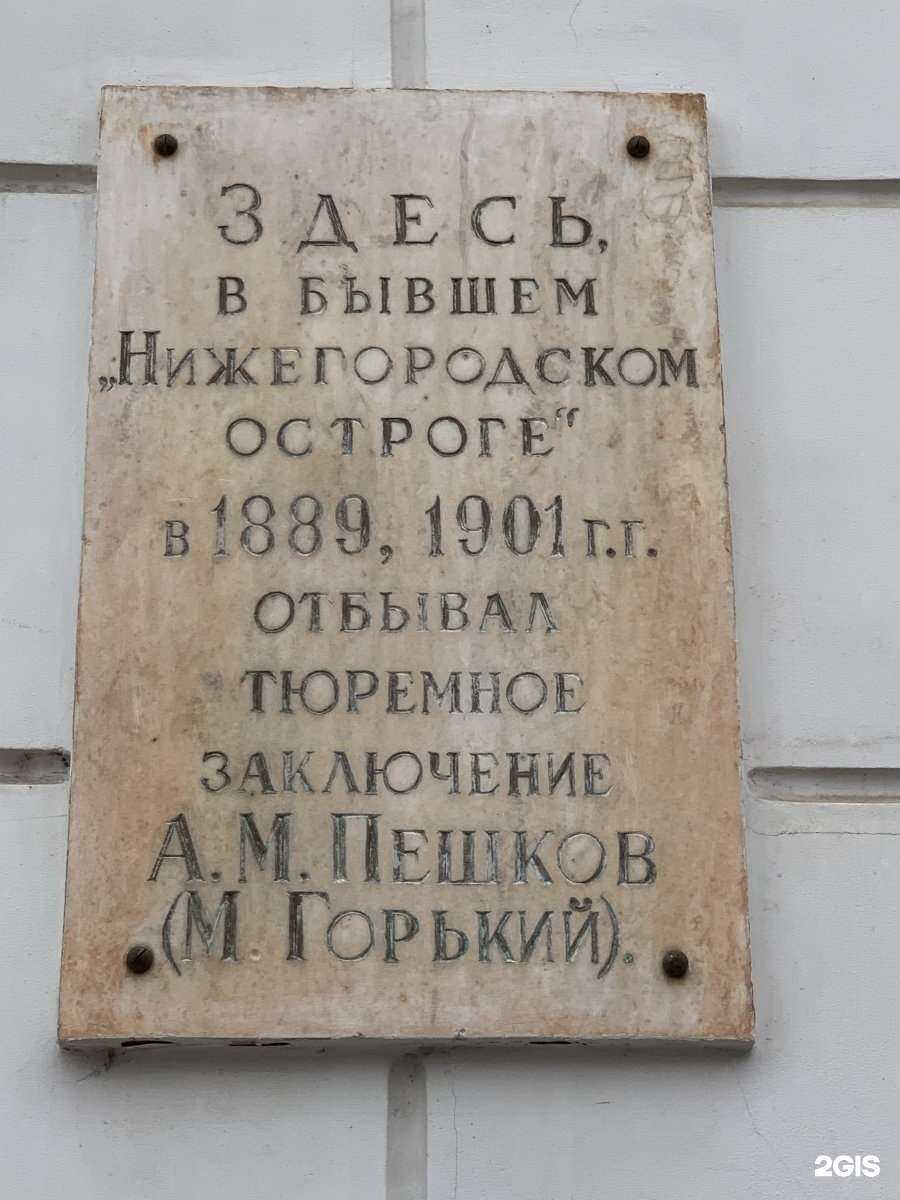 Здесь,
в бывшем
„Нижегородском
остроге“
в 1889, 1901 г.г.
отбывал
тюремное
заключение
А.М. Пешков
(М. Горький).
2GIS